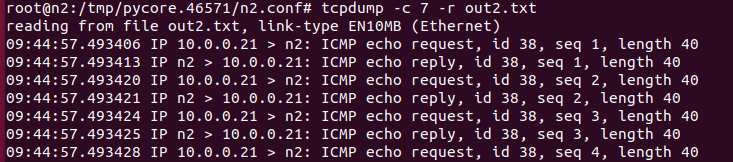 root@n2:/tmp/pycore.46571/n2.conf# tcpdump -c 7 -r out2.txt
reading from file out2.txt, link-type EN10MB (Ethernet)
09:44:57.493406 IP 10.0.0.21 > n2: ICMP echo request, id 38, seq 1, length 40
09:44:57.493413 IP n2 > 10.0.0.21: ICMP echo reply, id 38, seq 1, length 40
09:44:57.493420 IP 10.0.0.21 > n2: ICMP echo request, id 38, seq 2, length 40
09:44:57.493421 IP n2 > 10.0.0.21: ICMP echo reply, id 38, seq 2, length 40
09:44:57.493424 IP 10.0.0.21 > n2: ICMP echo request, id 38, seq 3, length 40
09:44:57.493425 IP n2 > 10.0.0.21: ICMP echo reply, id 38, seq 3, length 40
09:44:57.493428 IP 10.0.0.21 > n2: ICMP echo request, id 38, seq 4, length 40